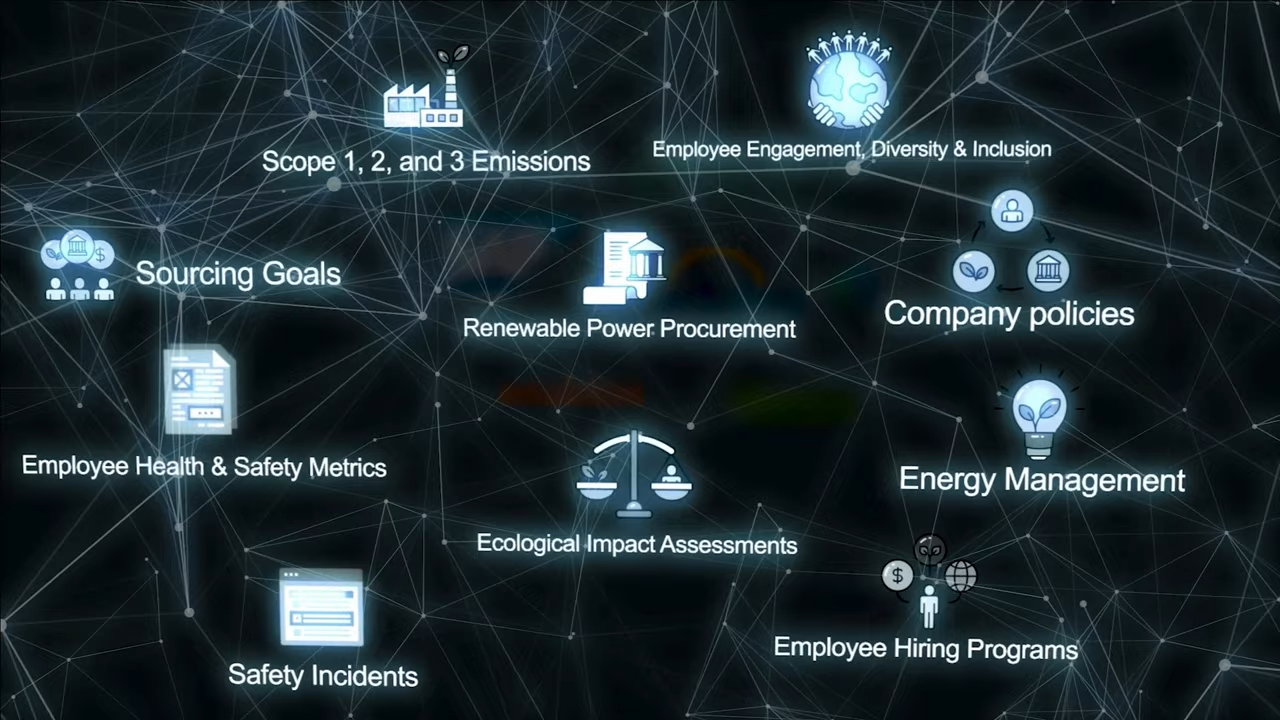 Scope 1, 2, and 3 Emissions
Employee Engagement, Diversity & Inclusion
Sourcing Goals
Renewable Power Procurement
Company policies
Employee Health & Safety Metrics
Energy Management
Ecological Impact Assessments
Employee Hiring Programs
Safety Incidents